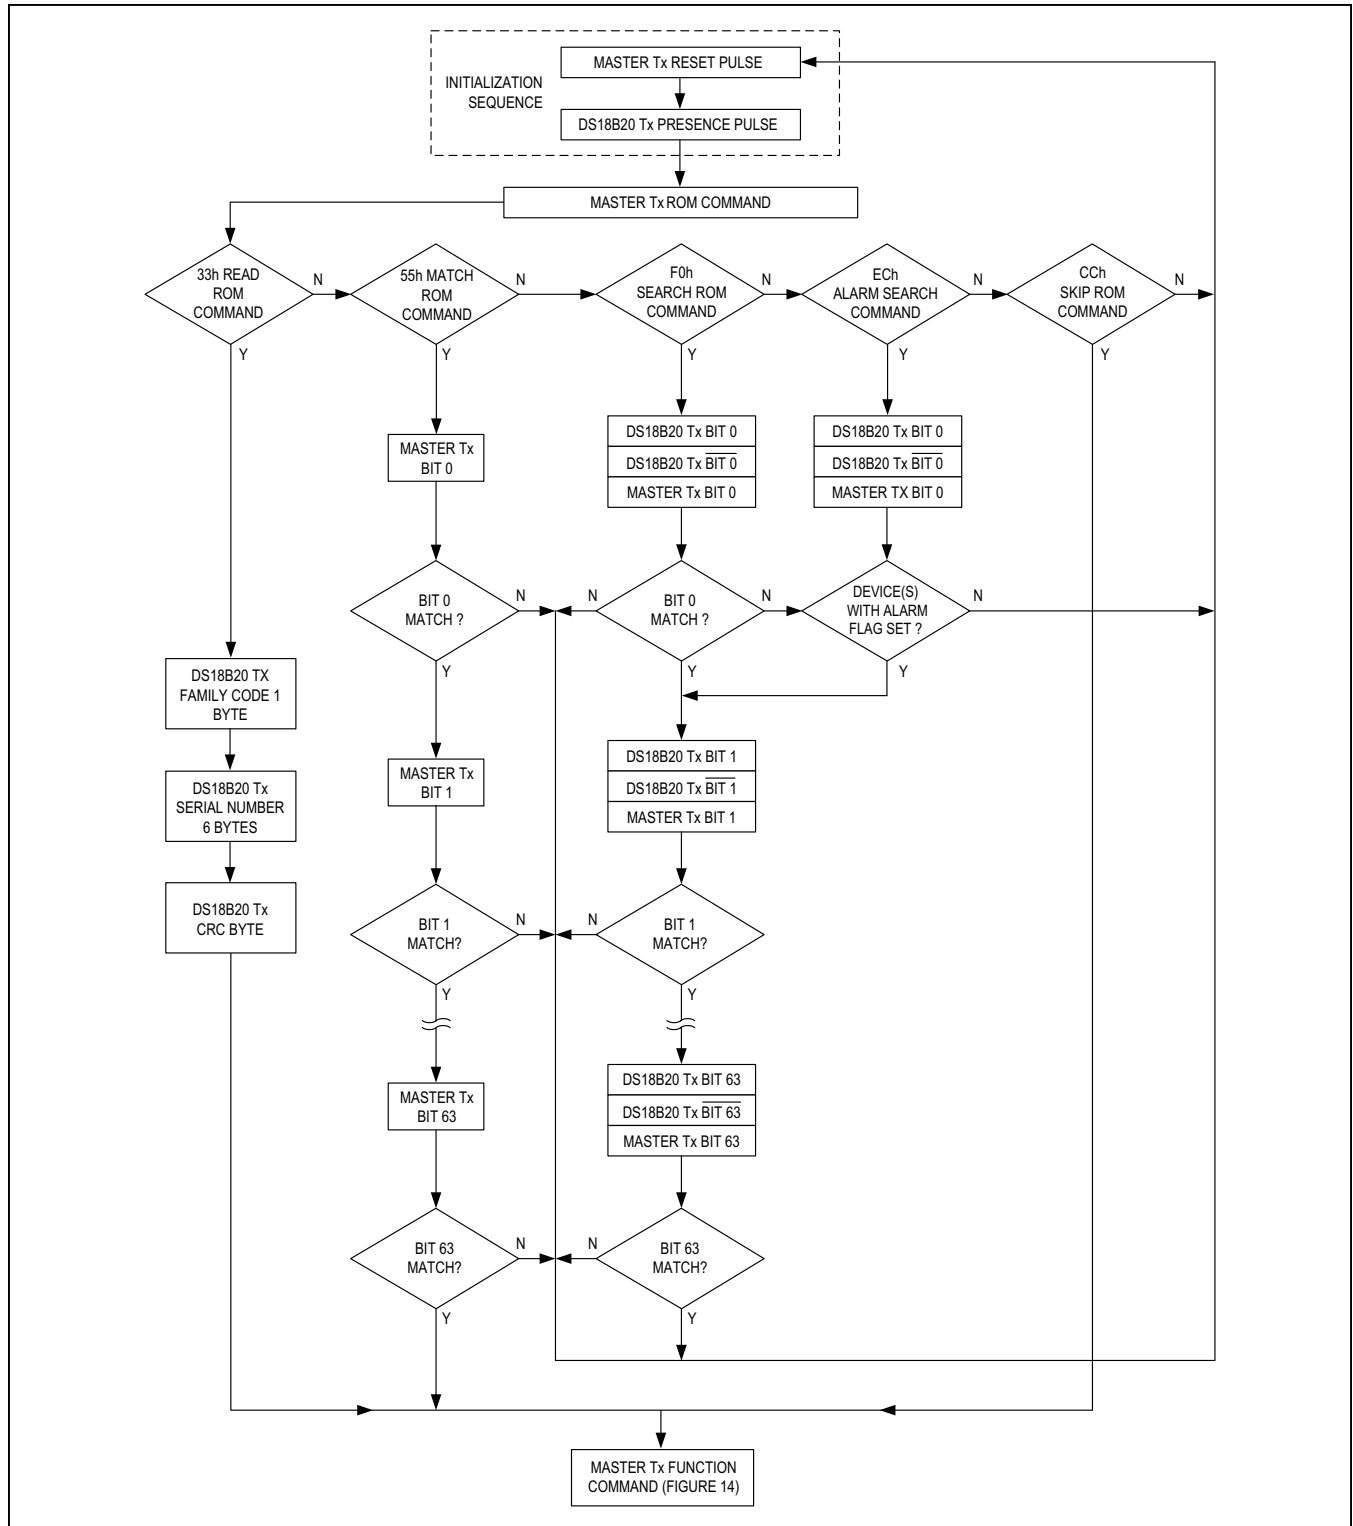 MASTER Tx RESET PULSE
INITIALIZATION
SEQUENCE
DS18B20 Tx PRESENCE PULSE
MASTER Tx ROM COMMAND
33h READ
ROM
COMMAND
N
Y
55h MATCH
ROM
COMMAND
N
Y
F0h
SEARCH ROM
COMMAND
N
Y
ECh
ALARM SEARCH
COMMAND
N
Y
CCh
SKIP ROM
COMMAND
N
Y
MASTER Tx
BIT 0
DS18B20 Tx BIT 0
DS18B20 Tx B̅I̅T̅ ̅0̅
MASTER Tx BIT 0
DS18B20 Tx BIT 0
DS18B20 Tx B̅I̅T̅ ̅0̅
MASTER TX BIT 0
BIT 0
MATCH ?
N
Y
N
BIT 0
MATCH ?
N
Y
DEVICE(S)
WITH ALARM
FLAG SET ?
N
Y
DS18B20 TX
FAMILY CODE 1
BYTE
DS18B20 Tx
SERIAL NUMBER
6 BYTES
DS18B20 Tx
CRC BYTE
MASTER Tx
BIT 1
DS18B20 Tx BIT 1
DS18B20 Tx B̅I̅T̅ ̅1̅
MASTER Tx BIT 1
BIT 1
MATCH?
N
Y
N
BIT 1
MATCH?
Y
MASTER Tx
BIT 63
DS18B20 Tx BIT 63
DS18B20 Tx B̅I̅T̅ ̅6̅3̅
MASTER Tx BIT 63
BIT 63
MATCH?
N
Y
N
BIT 63
MATCH?
Y
MASTER Tx FUNCTION
COMMAND (FIGURE 14)